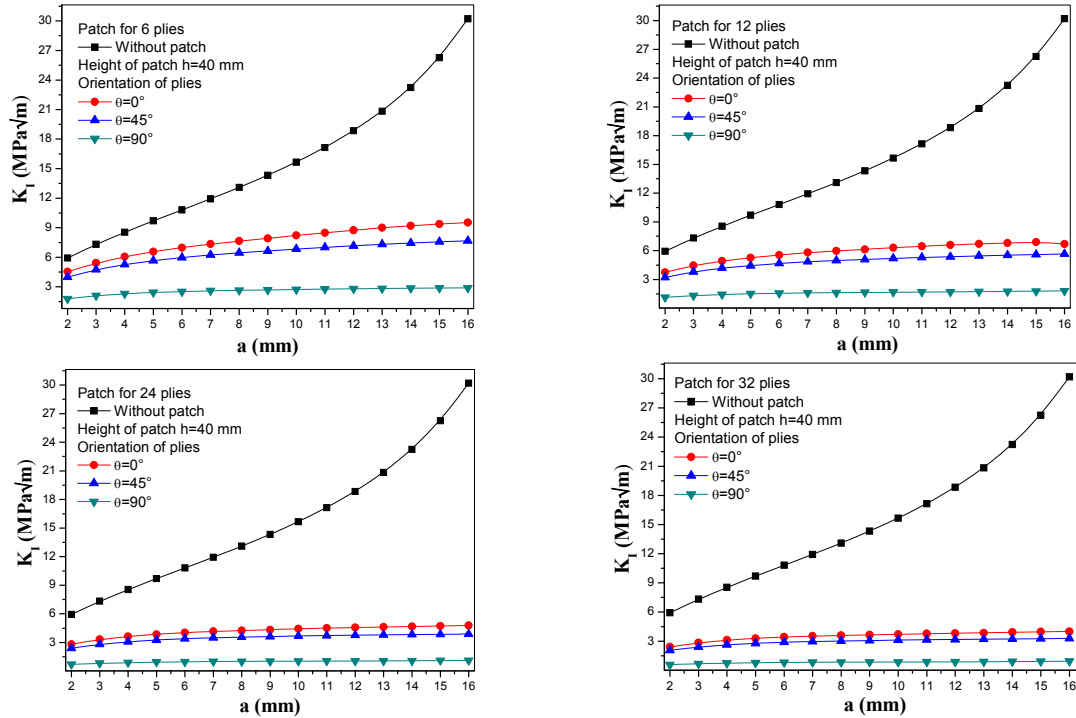 Patch for 6 plies
Without patch
Height of patch h=40 mm
Orientation of plies
θ=0°
θ=45°
θ=90°
K_I (MPa√m)
30
27
24
21
18
15
12
9
6
3
2 3 4 5 6 7 8 9 10 11 12 13 14 15 16
a (mm)
Patch for 12 plies
Without patch
Height of patch h=40 mm
Orientation of plies
θ=0°
θ=45°
θ=90°
K_I (MPa√m)
30
27
24
21
18
15
12
9
6
3
2 3 4 5 6 7 8 9 10 11 12 13 14 15 16
a (mm)
Patch for 24 plies
Without patch
Height of patch h=40 mm
Orientation of plies
θ=0°
θ=45°
θ=90°
K_I (MPa√m)
30
27
24
21
18
15
12
9
6
3
2 3 4 5 6 7 8 9 10 11 12 13 14 15 16
a (mm)
Patch for 32 plies
Without patch
Height of patch h=40 mm
Orientation of plies
θ=0°
θ=45°
θ=90°
K_I (MPa√m)
30
27
24
21
18
15
12
9
6
3
2 3 4 5 6 7 8 9 10 11 12 13 14 15 16
a (mm)